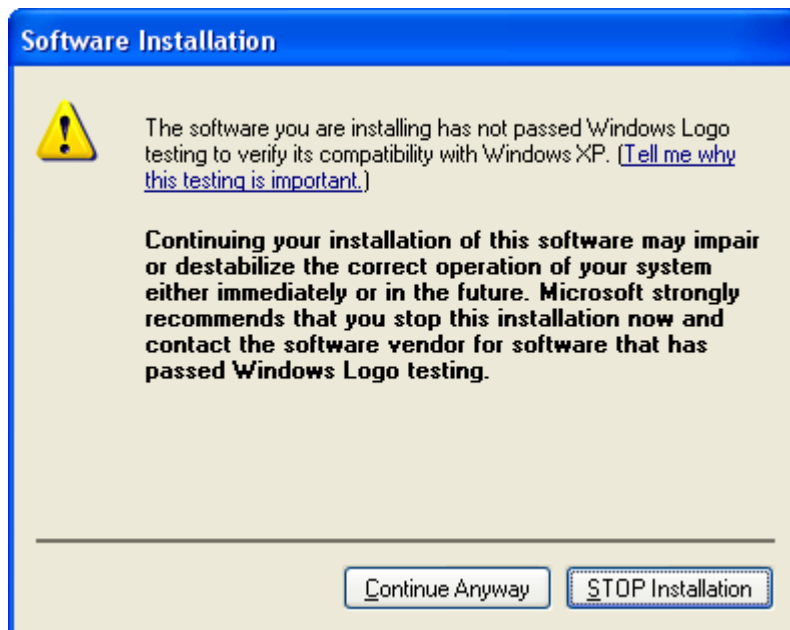 Software Installation
The software you are installing has not passed Windows Logo
testing to verify its compatibility with Windows XP. (Tell me why
this testing is important.)
Continuing your installation of this software may impair
or destabilize the correct operation of your system
either immediately or in the future. Microsoft strongly
recommends that you stop this installation now and
contact the software vendor for software that has
passed Windows Logo testing.
Continue Anyway
STOP Installation